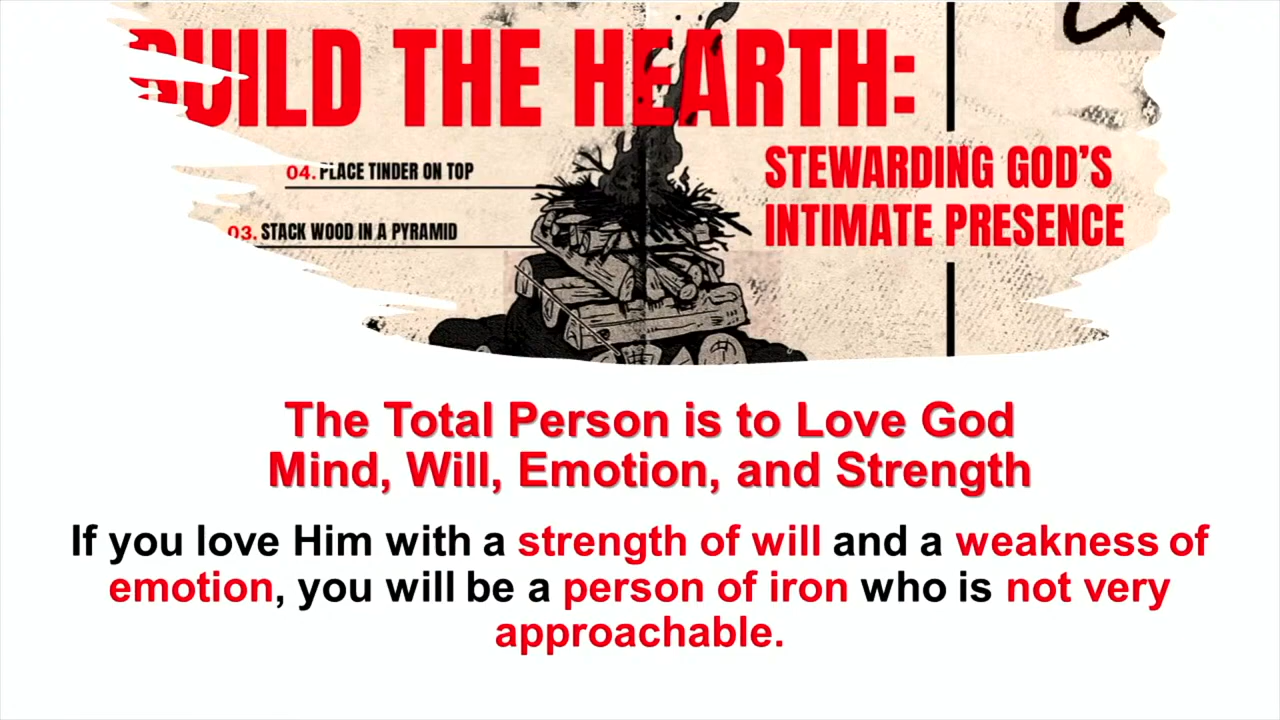 BUILD THE HEARTH:
04. PLACE TINDER ON TOP
03. STACK WOOD IN A PYRAMID
STEWARDING GOD'S
INTIMATE PRESENCE
The Total Person is to Love God
Mind, Will, Emotion, and Strength
If you love Him with a strength of will and a weakness of
emotion, you will be a person of iron who is not very
approachable.